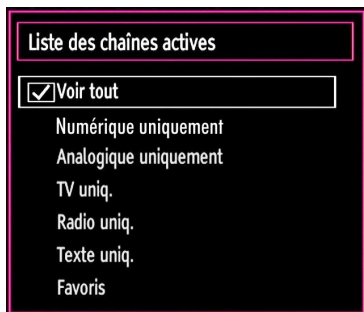 Liste des chaînes actives
Voir tout
Numérique uniquement
Analogique uniquement
TV uniq.
Radio uniq.
Texte uniq.
Favoris